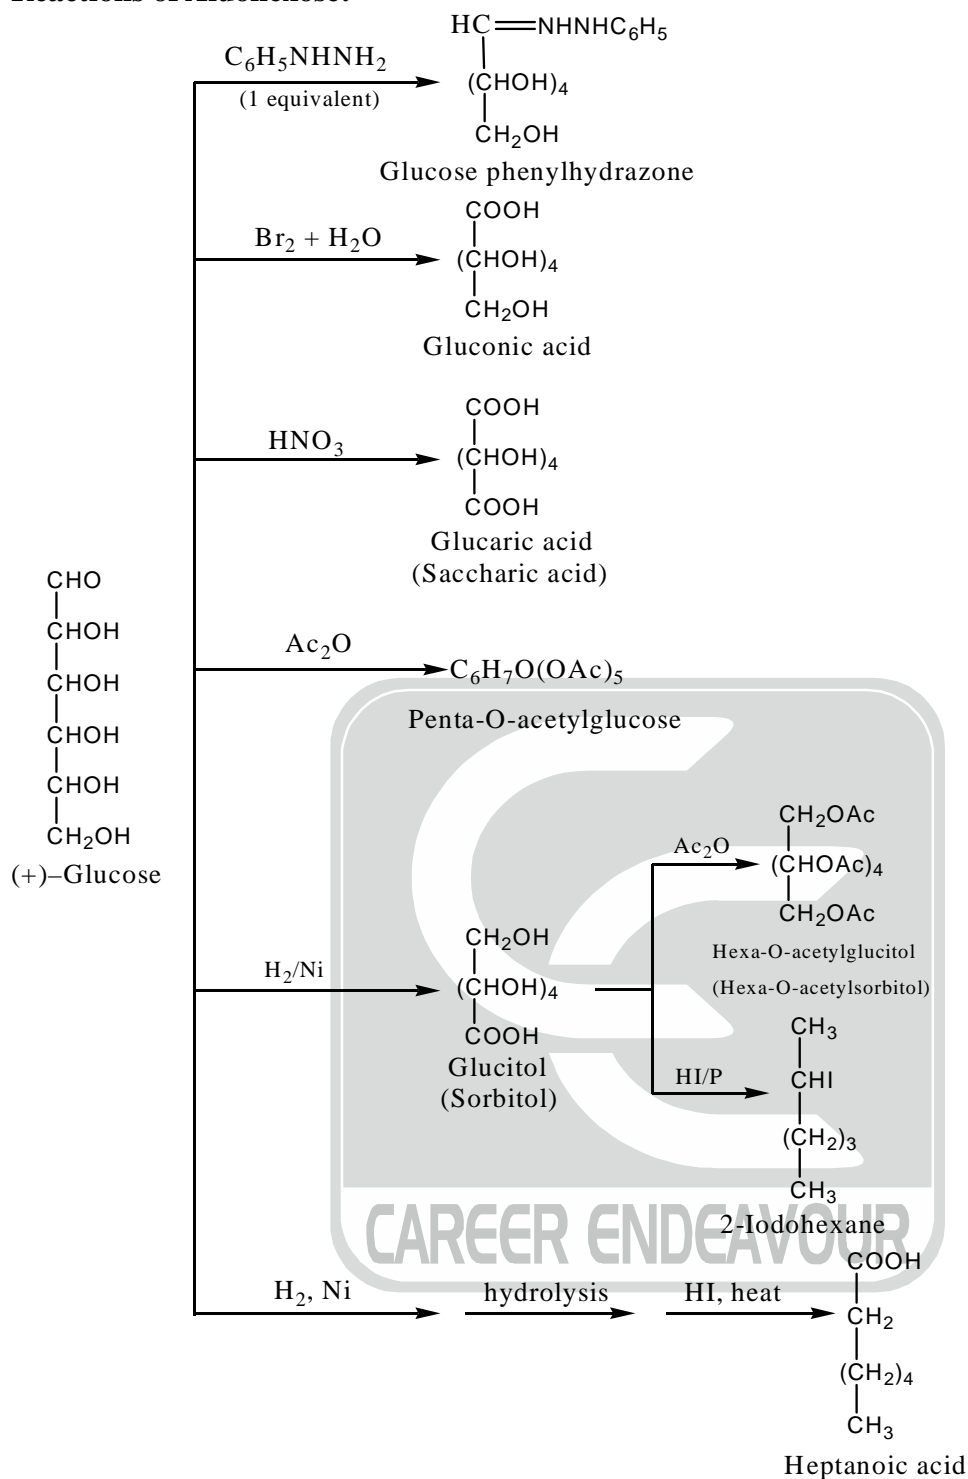 HC=NHNHC6H5
C6H5NHNH2
(1 equivalent)
(CHOH)4
CH2OH
Glucose phenylhydrazone
COOH
Br2 + H2O
(CHOH)4
CH2OH
Gluconic acid
COOH
HNO3
(CHOH)4
COOH
Glucaric acid
(Saccharic acid)
CHO
CHOH
CHOH
CHOH
CHOH
CH2OH
(+)–Glucose
Ac2O
C6H7O(OAc)5
Penta-O-acetylglucose
H2/Ni
CH2OH
(CHOH)4
COOH
Glucitol
(Sorbitol)
Ac2O
CH2OAc
(CHOAc)4
CH2OAc
Hexa-O-acetylglucitol
(Hexa-O-acetylsorbitol)
HI/P
CH3
CHI
(CH2)3
CH3
2-Iodohexane
CAREER ENDEAVOUR
H2, Ni
hydrolysis
HI, heat
COOH
CH2
(CH2)4
CH3
Heptanoic acid